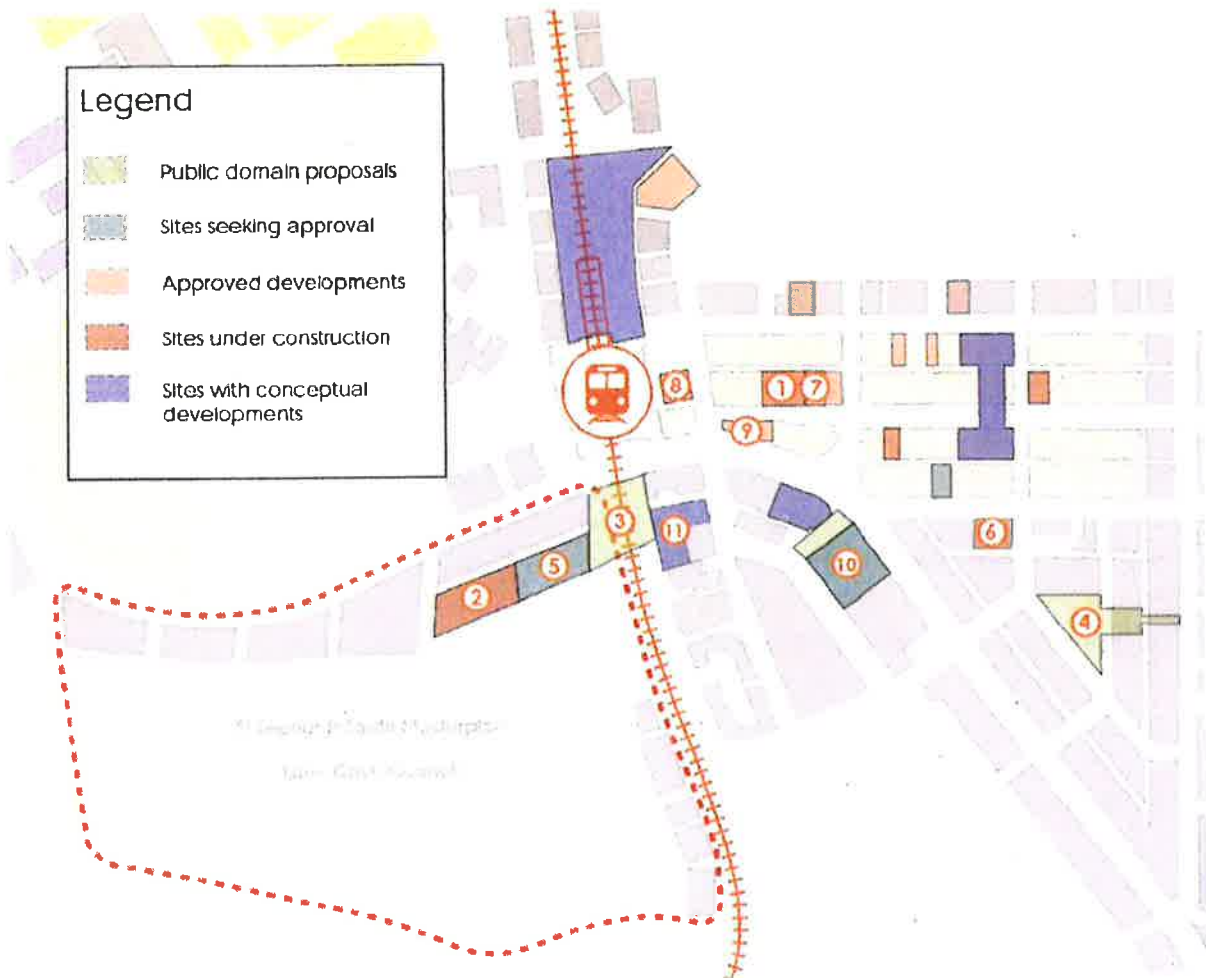 Legend
Public domain proposals
Sites seeking approval
Approved developments
Sites under construction
Sites with conceptual
developments
8
1
7
9
3
11
6
5
10
2
4